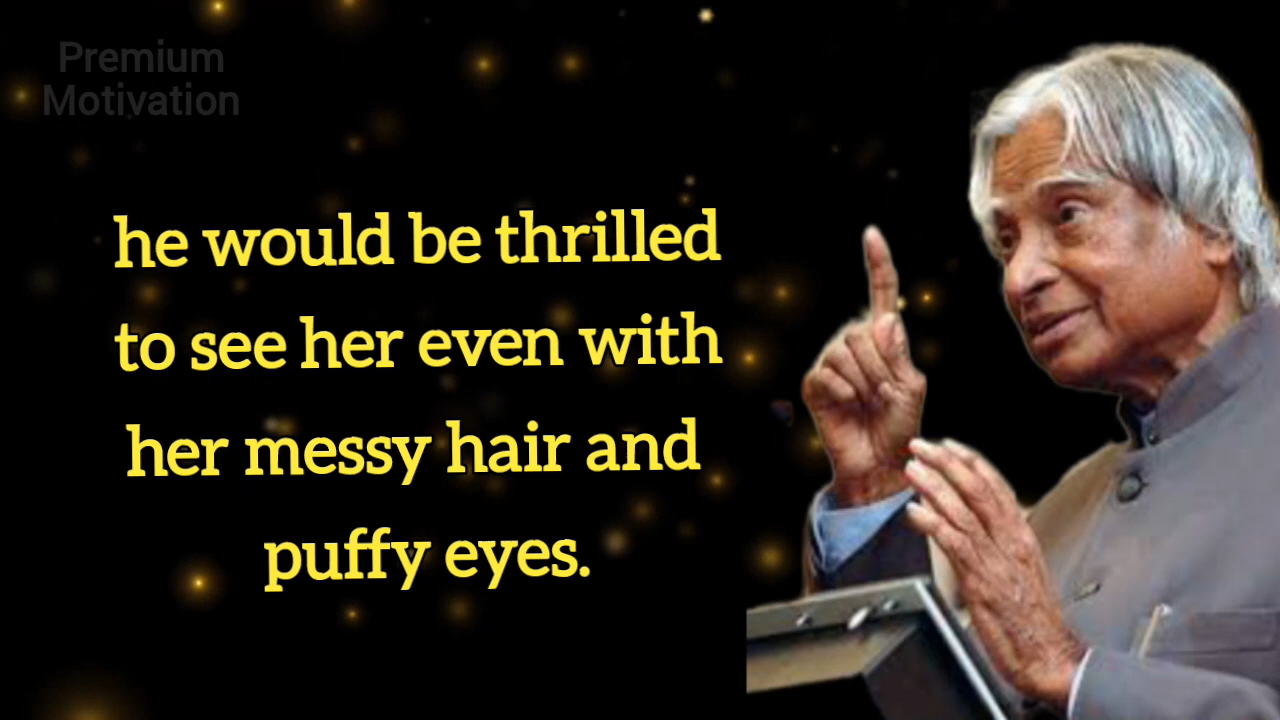 Premium
Motivation
he would be thrilled
to see her even with
her messy hair and
puffy eyes.